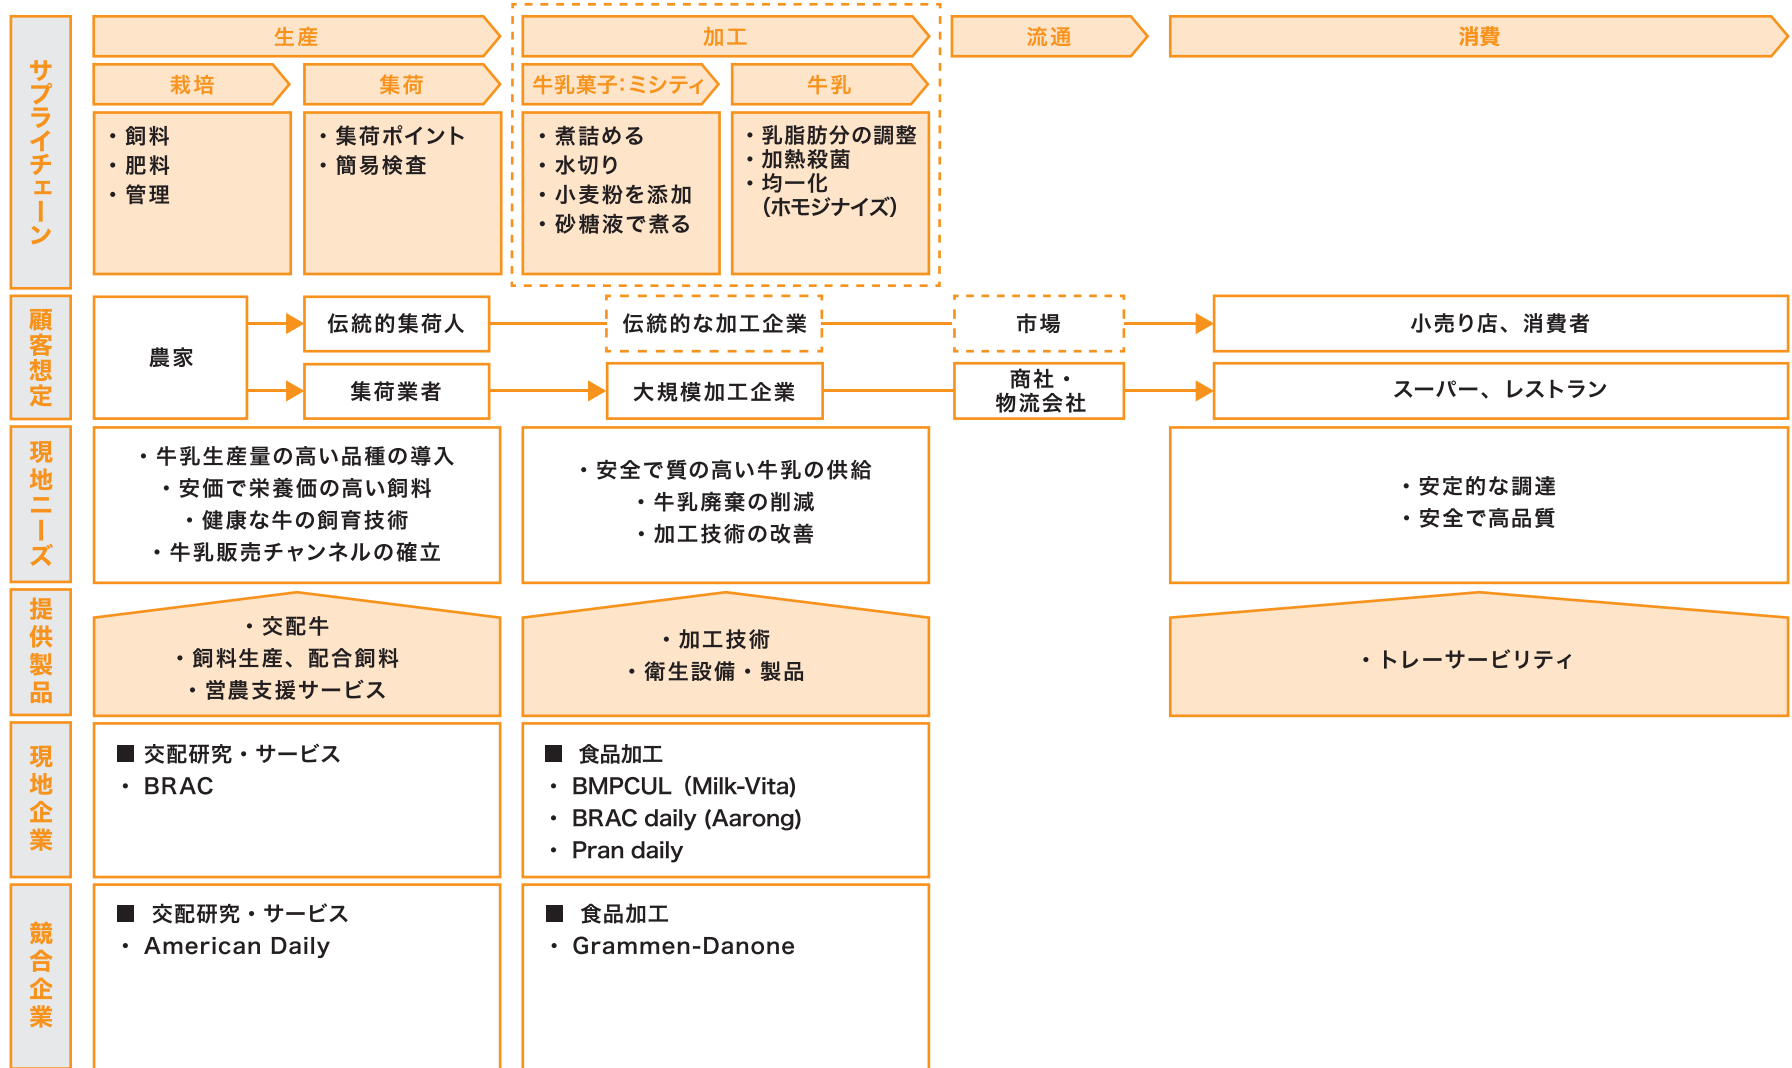 サプライチェーン
生産
加工
流通
消費
栽培
集荷
牛乳菓子:ミシティ
牛乳
・飼料
・肥料
・管理
・集荷ポイント
・簡易検査
・煮詰める
・水切り
・小麦粉を添加
・砂糖液で煮る
・乳脂肪分の調整
・加熱殺菌
・均一化
（ホモジナイズ）
顧客想定
農家
伝統的集荷人
伝統的な加工企業
市場
小売り店、消費者
集荷業者
大規模加工企業
商社・
物流会社
スーパー、レストラン
現地ニーズ
・牛乳生産量の高い品種の導入
・安価で栄養価の高い飼料
・健康な牛の飼育技術
・牛乳販売チャンネルの確立
・安全で質の高い牛乳の供給
・牛乳廃棄の削減
・加工技術の改善
・安定的な調達
・安全で高品質
提供製品
・交配牛
・飼料生産、配合飼料
・営農支援サービス
・加工技術
・衛生設備・製品
・トレーサービリティ
現地企業
■ 交配研究・サービス
・ BRAC
■ 食品加工
・ BMPCUL（Milk-Vita)
・ BRAC daily (Aarong)
・ Pran daily
競合企業
■ 交配研究・サービス
・ American Daily
■ 食品加工
・ Grammen-Danone